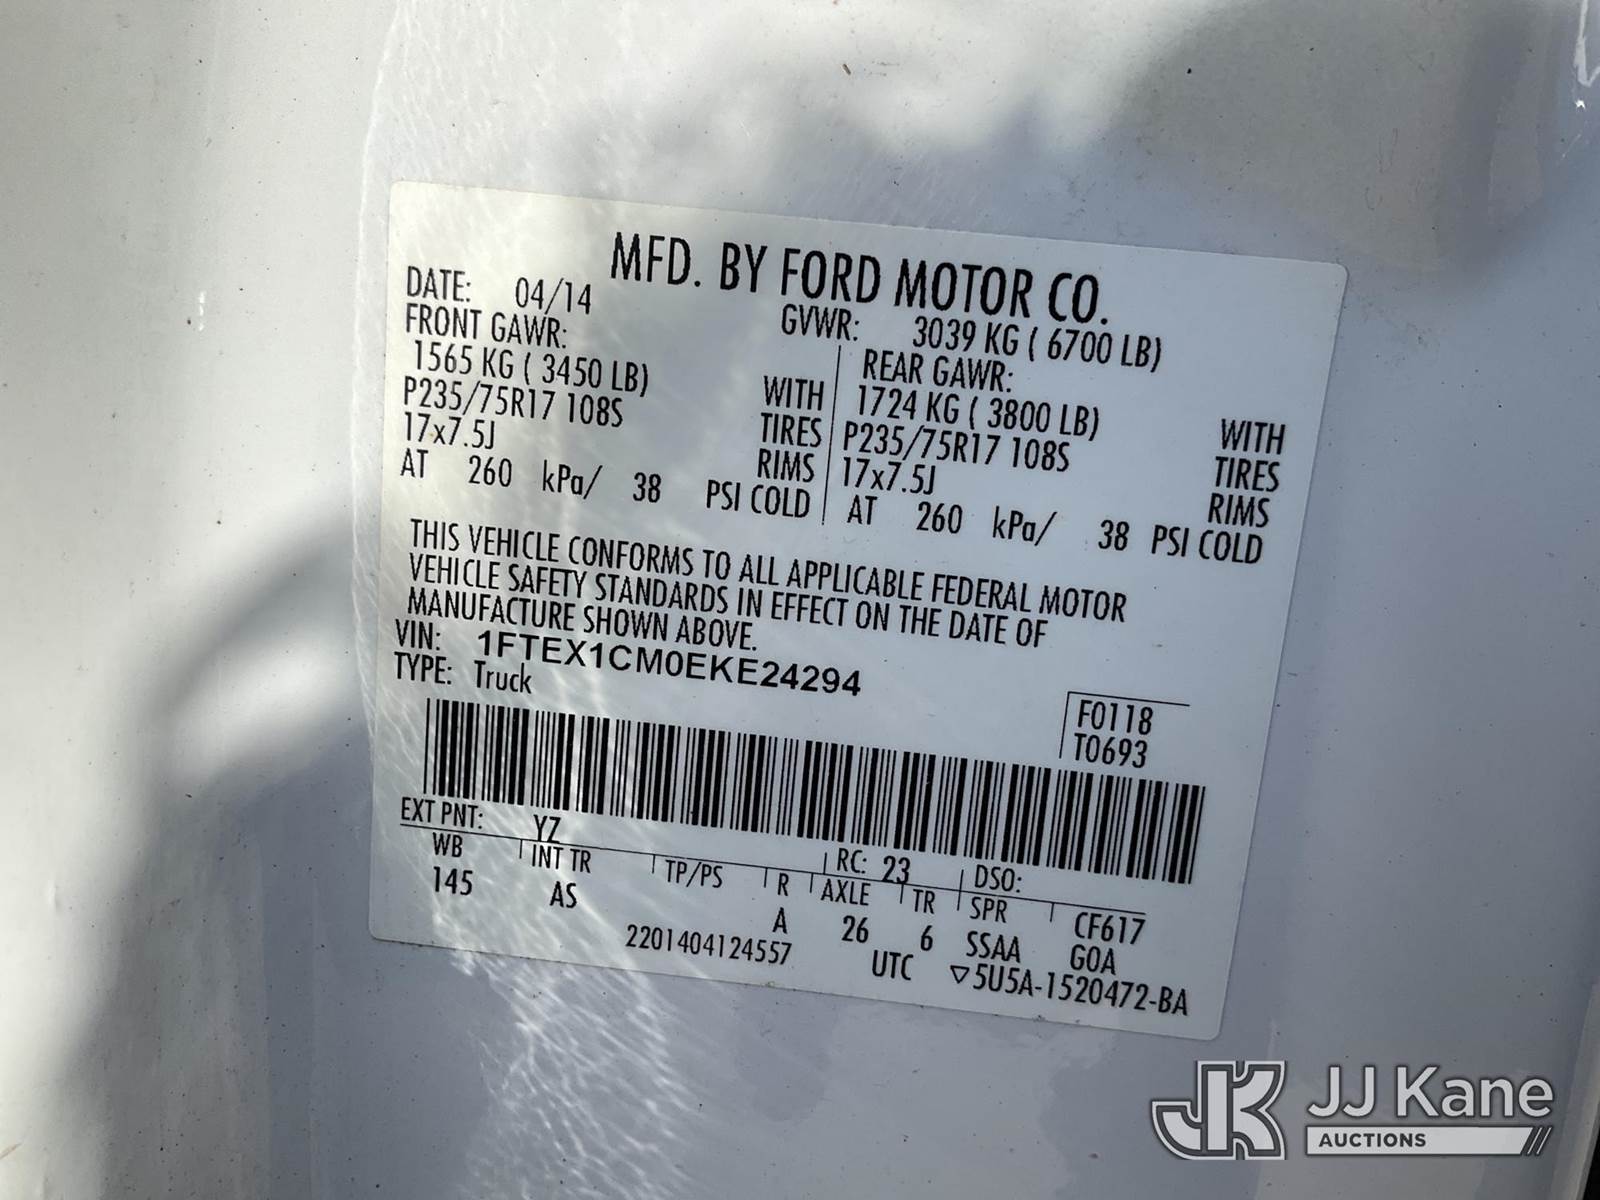 MFD. BY FORD MOTOR CO.
DATE: 04/14 GVWR: 3039 KG ( 6700 LB)
FRONT GAWR: REAR GAWR:
1565 KG ( 3450 LB) WITH 1724 KG ( 3800 LB) WITH
P235/75R17 108S TIRES P235/75R17 108S TIRES
17x7.5J RIMS 17x7.5J RIMS
AT 260 kPa/ 38 PSI COLD AT 260 kPa/ 38 PSI COLD
THIS VEHICLE CONFORMS TO ALL APPLICABLE FEDERAL MOTOR
VEHICLE SAFETY STANDARDS IN EFFECT ON THE DATE OF
MANUFACTURE SHOWN ABOVE.
VIN: 1FTEX1CM0EKE24294
TYPE: Truck
F0118
T0693
EXT PNT: YZ RC: 23 DSO:
WB INT TR TP/PS R AXLE TR SPR CF617
145 AS A 26 6 SSAA GOA
2201404124557 UTC ▽5U5A-1520472-BA
JK JJ Kane
AUCTIONS